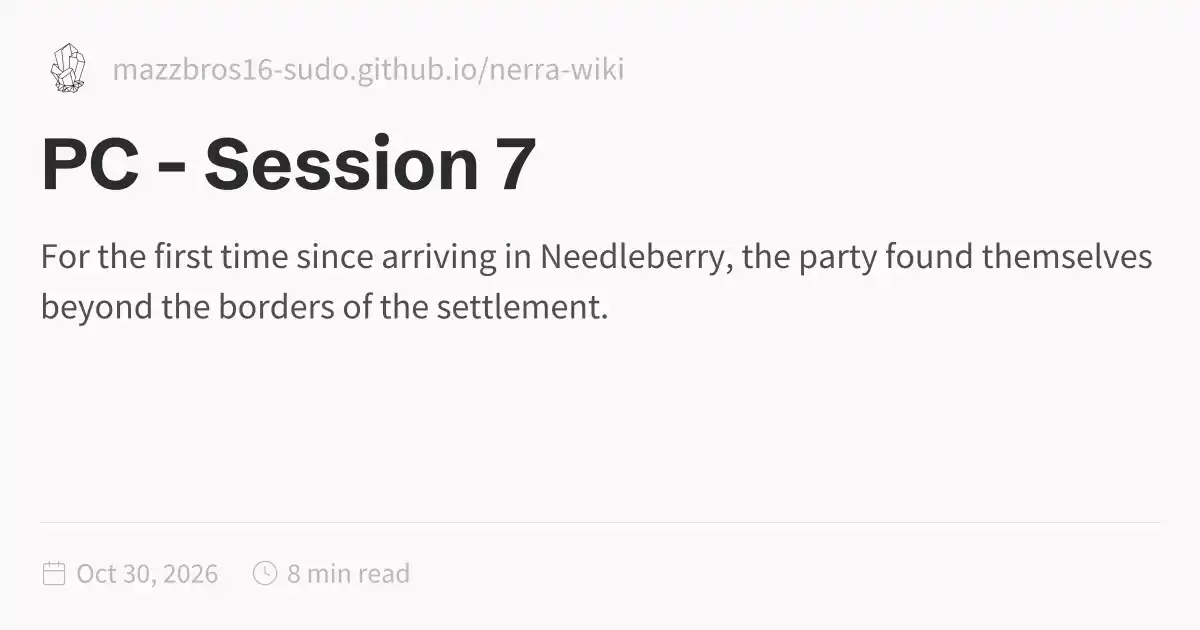 mazzbros16-sudo.github.io/nerra-wiki
PC - Session 7
For the first time since arriving in Needleberry, the party found themselves
beyond the borders of the settlement.
Oct 30, 2026 8 min read